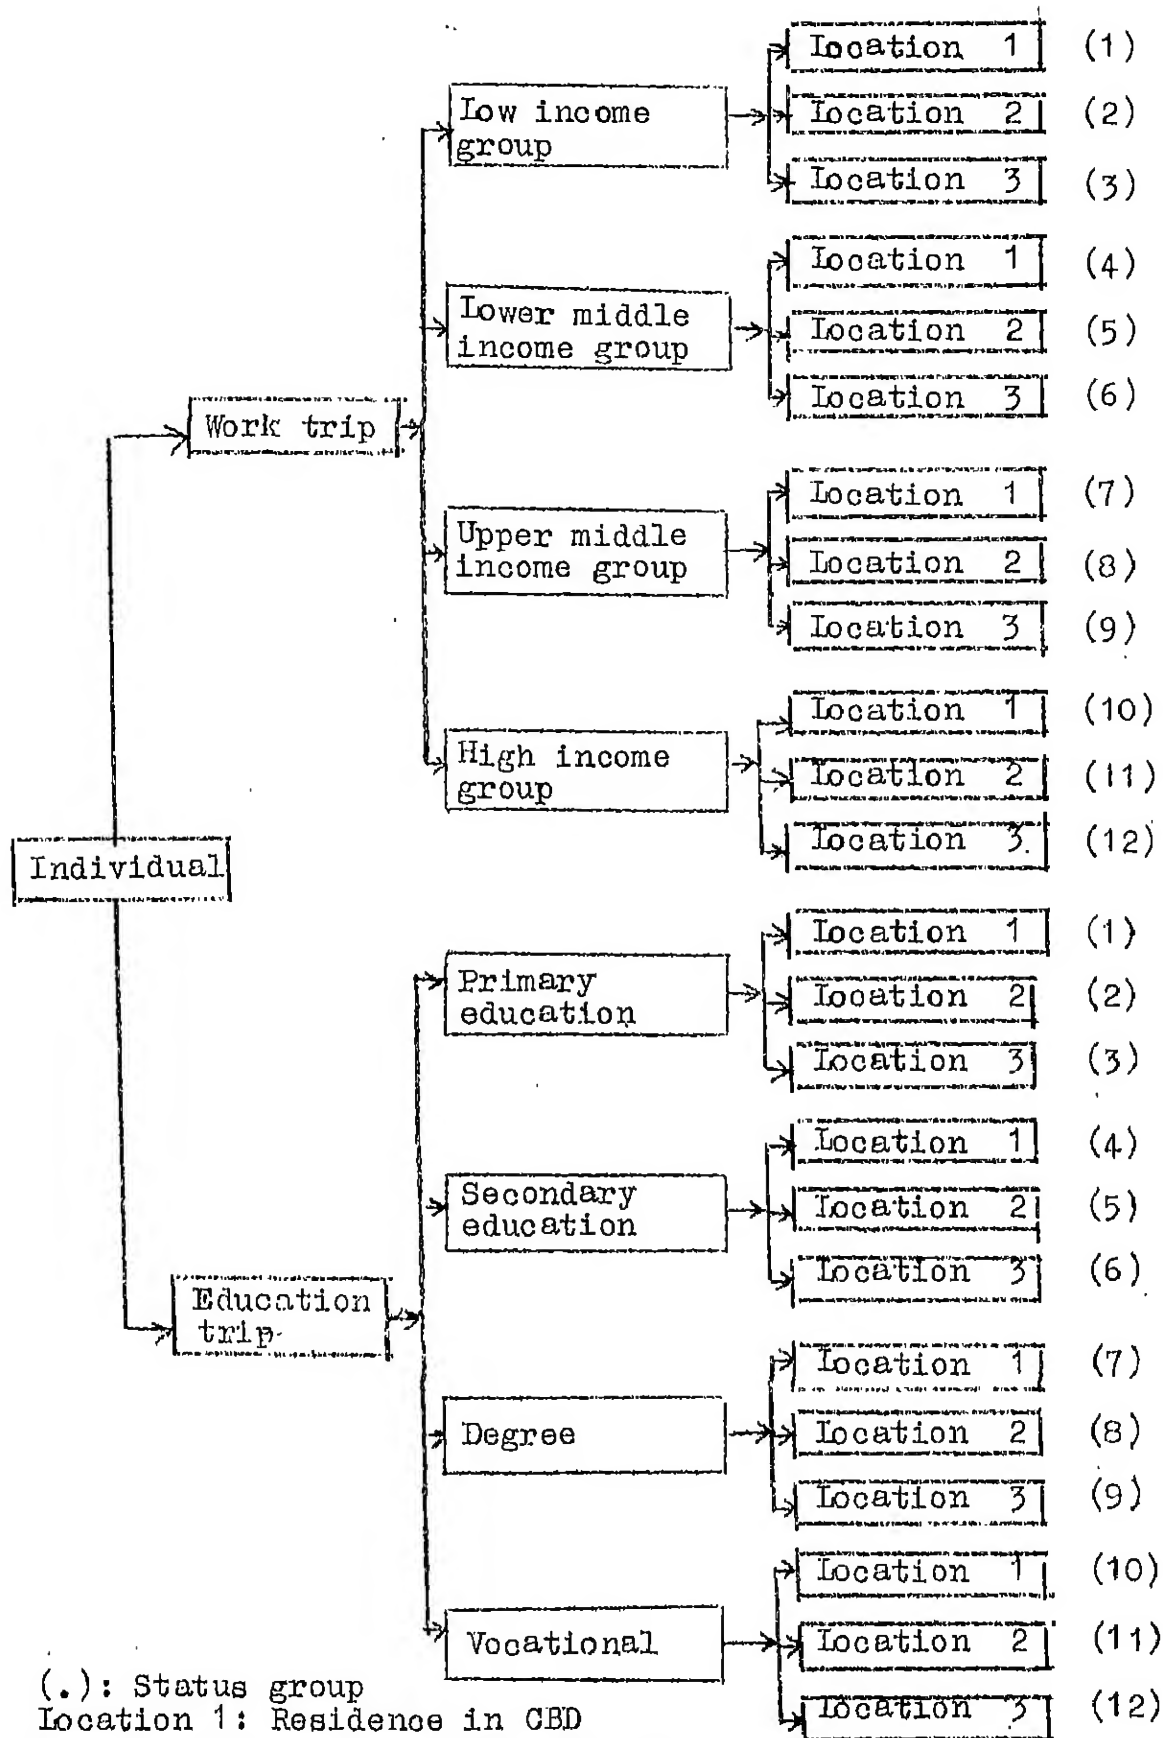 Location 1 (1)
Low income
group
Location 2 (2)
Location 3 (3)
Location 1 (4)
Lower middle
income group
Location 2 (5)
Location 3 (6)
Work trip
Location 1 (7)
Upper middle
income group
Location 2 (8)
Location 3 (9)
Location 1 (10)
High income
group
Location 2 (11)
Location 3. (12)
Individual
Location 1 (1)
Primary
education
Location 2 (2)
Location 3 (3)
Location 1 (4)
Secondary
education
Location 2 (5)
Location 3 (6)
Education
trip
Location 1 (7)
Degree
Location 2 (8)
Location 3 (9)
Location 1 (10)
Vocational
Location 2 (11)
Location 3 (12)
(.): Status group
Location 1: Residence in CBD